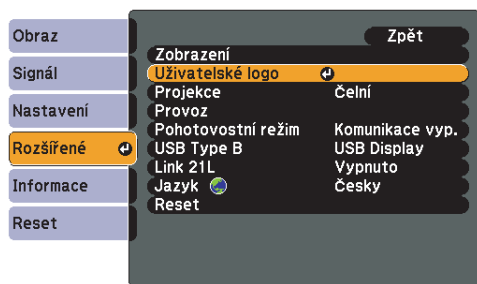 Obraz
Signál
Nastavení
Rozšířené
Informace
Reset
Zpět
Zobrazení
Uživatelské logo
Projekce Čelní
Provoz
Pohotovostní režim Komunikace vyp.
USB Type B USB Display
Link 21L Vypnuto
Jazyk Česky
Reset